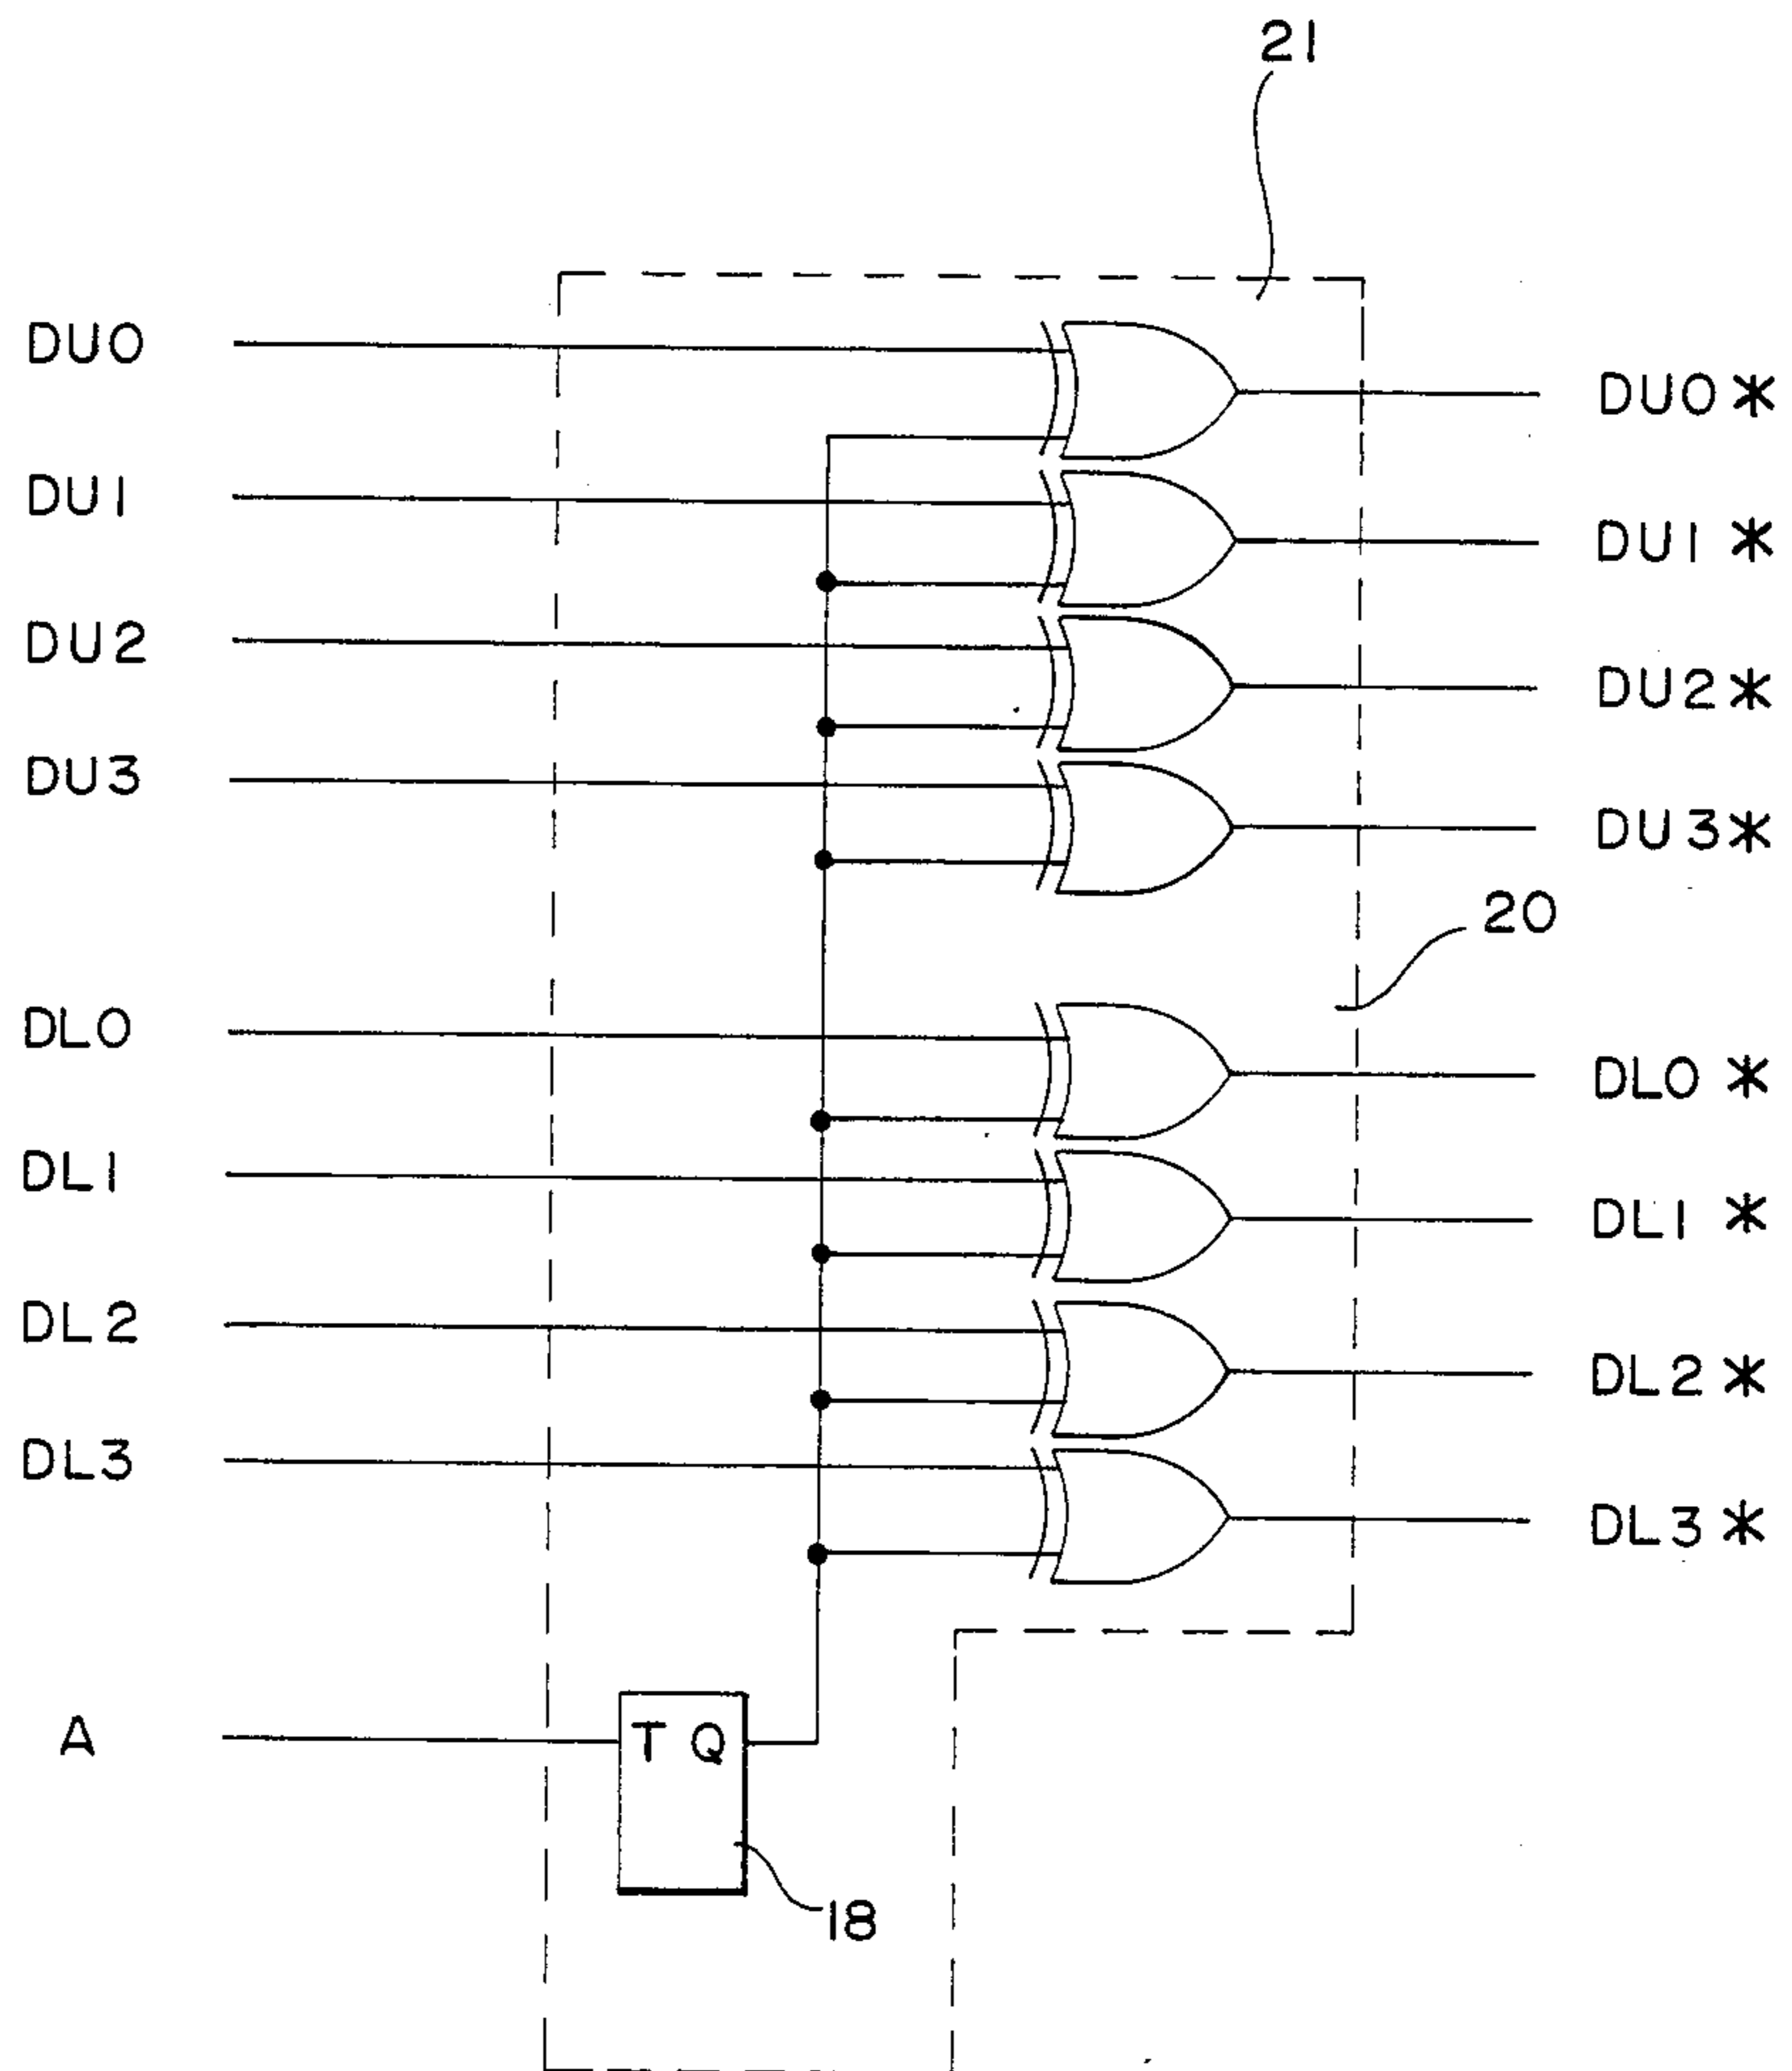 21
DU0
DU0*
DU1
DU1*
DU2
DU2*
DU3
DU3*
20
DL0
DL0*
DL1
DL1*
DL2
DL2*
DL3
DL3*
A
T Q
18